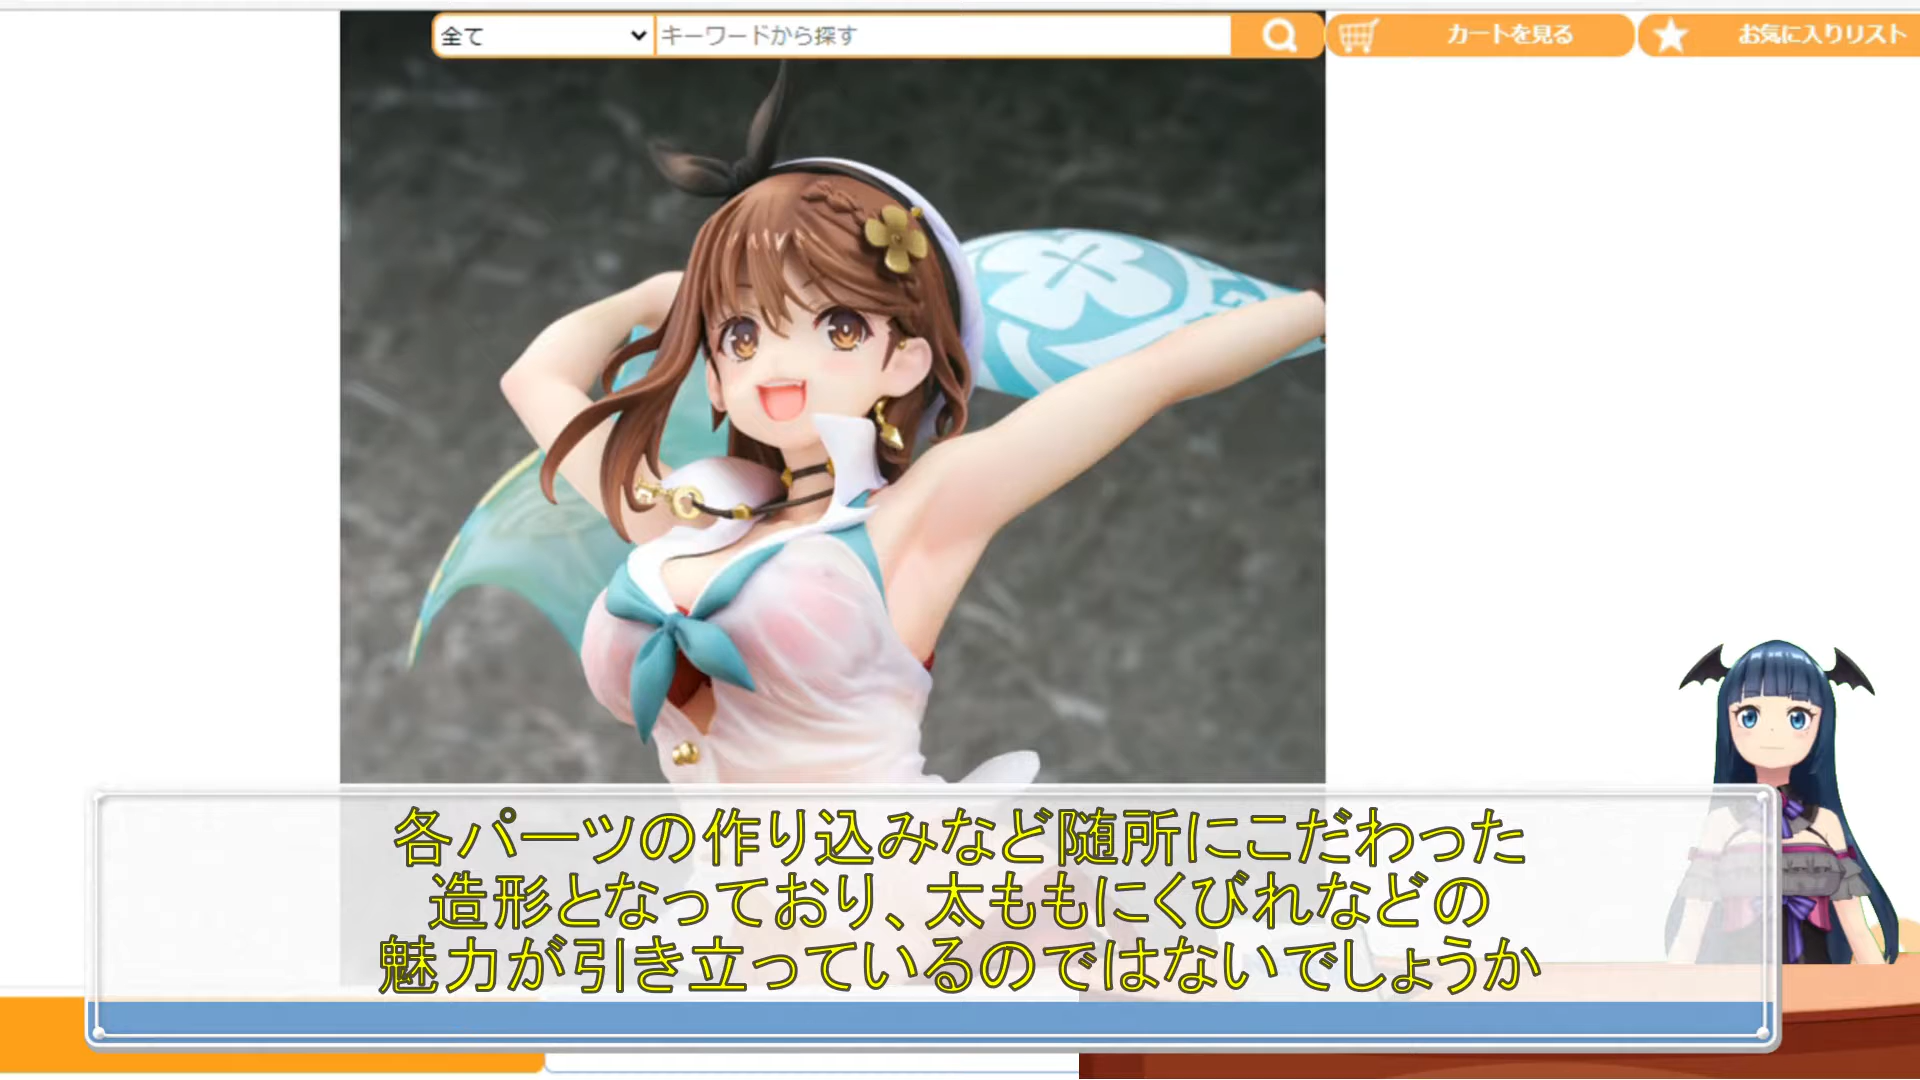 全て
キーワードから探す
カートを見る
お気に入りリスト
各パーツの作り込みなど随所にこだわった
造形となっており、太ももにくびれなどの
魅力が引き立っているのではないでしょうか